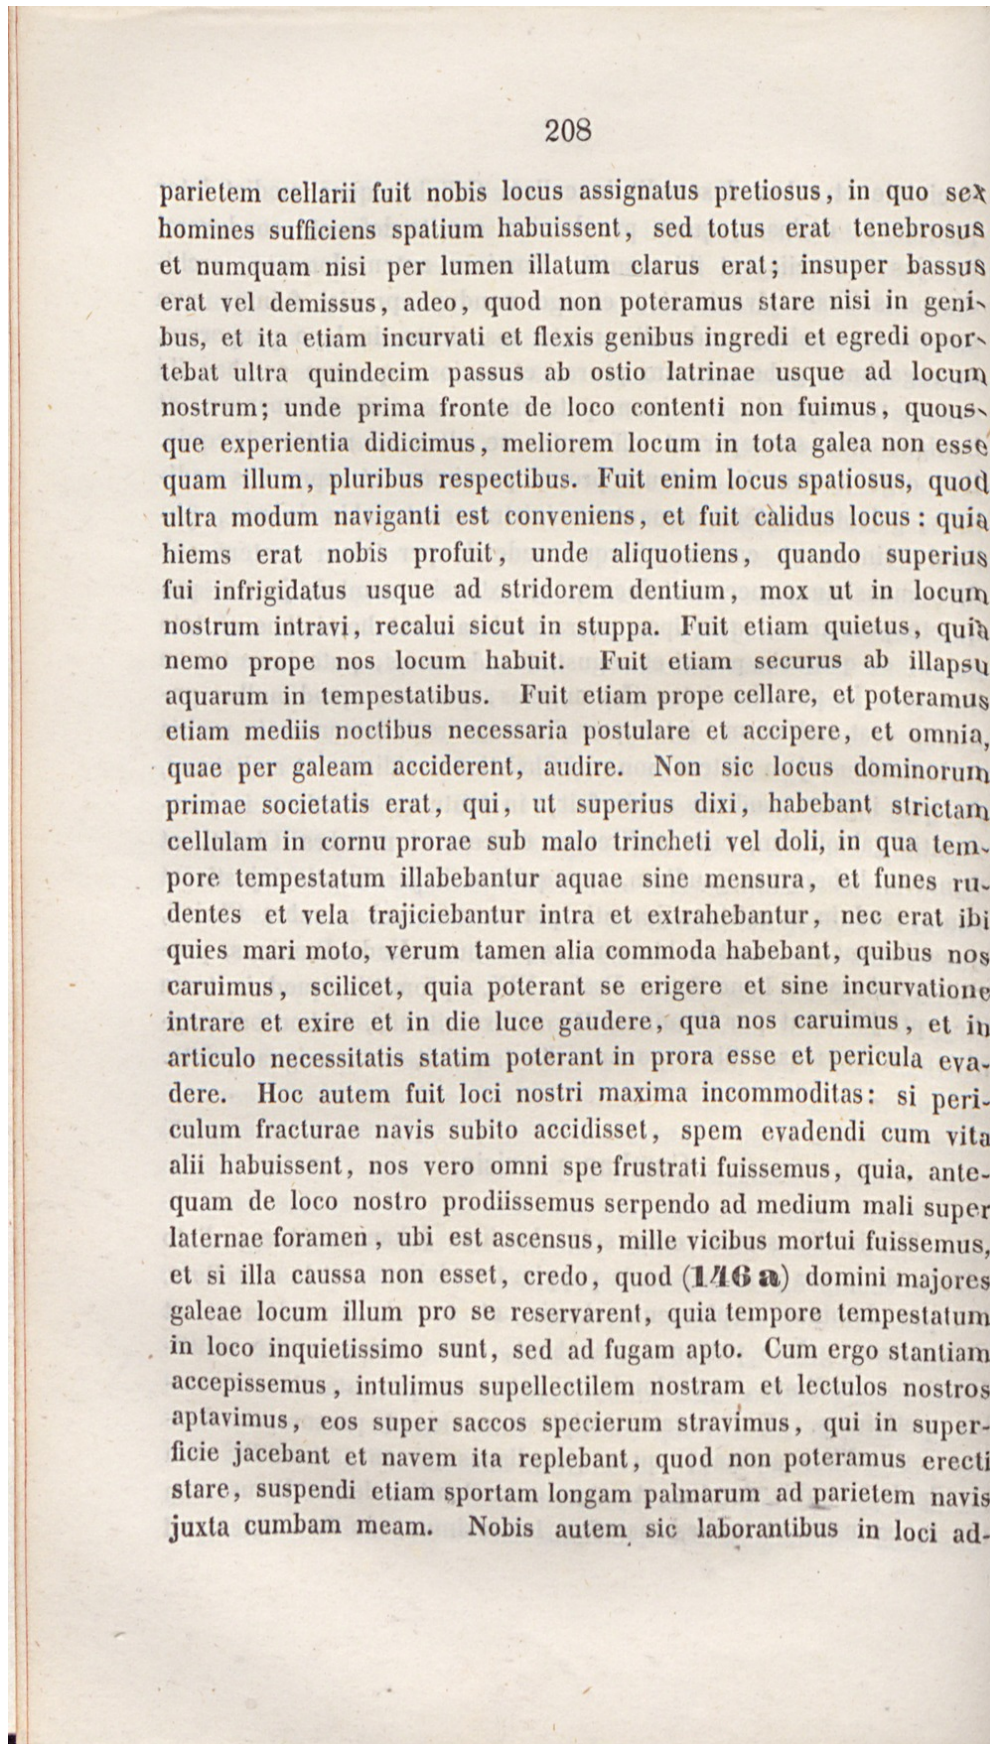 208
parietem cellarii fuit nobis locus assignatus pretiosus, in quo sex
homines sufficiens spatium habuissent, sed totus erat tenebrosus
et numquam nisi per lumen illatum clarus erat; insuper bassus
erat vel demissus, adeo, quod non poteramus stare nisi in geni-
bus, et ita etiam incurvati et flexis genibus ingredi et egredi opor-
tebat ultra quindecim passus ab ostio latrinae usque ad locum
nostrum; unde prima fronte de loco contenti non fuimus, quous-
que experientia didicimus, meliorem locum in tota galea non esse
quam illum, pluribus respectibus. Fuit enim locus spatiosus, quod
ultra modum naviganti est conveniens, et fuit calidus locus: quia
hiems erat nobis profuit, unde aliquotiens, quando superius
fui infrigidatus usque ad stridorem dentium, mox ut in locum
nostrum intravi, recalui sicut in stuppa. Fuit etiam quietus, quia
nemo prope nos locum habuit. Fuit etiam securus ab illapsu
aquarum in tempestatibus. Fuit etiam prope cellare, et poteramus
etiam mediis noctibus necessaria postulare et accipere, et omnia,
quae per galeam acciderent, audire. Non sic locus dominorum
primae societatis erat, qui, ut superius dixi, habebant strictam
cellulam in cornu prorae sub malo trincheti vel doli, in qua tem-
pore tempestatum illabebantur aquae sine mensura, et funes ru-
dentes et vela trajiciebantur intra et extrahebantur, nec erat ibi
quies mari moto, verum tamen alia commoda habebant, quibus nos
caruimus, scilicet, quia poterant se erigere et sine incurvatione
intrare et exire et in die luce gaudere, qua nos caruimus, et in
articulo necessitatis statim poterant in prora esse et pericula eva-
dere. Hoc autem fuit loci nostri maxima incommoditas: si peri-
culum fracturae navis subito accidisset, spem evadendi cum vita
alii habuissent, nos vero omni spe frustrati fuissemus, quia, ante-
quam de loco nostro prodiissemus serpendo ad medium mali super
laternae foramen, ubi est ascensus, mille vicibus mortui fuissemus,
et si illa caussa non esset, credo, quod (146 a) domini majores
galeae locum illum pro se reservarent, quia tempore tempestatum
in loco inquietissimo sunt, sed ad fugam apto. Cum ergo stantiam
accepissemus, intulimus supellectilem nostram et lectulos nostros
aptavimus, eos super saccos specierum stravimus, qui in super-
ficie jacebant et navem ita replebant, quod non poteramus erecti
stare, suspendi etiam sportam longam palmarum ad parietem navis
juxta cumbam meam. Nobis autem sic laborantibus in loci ad-